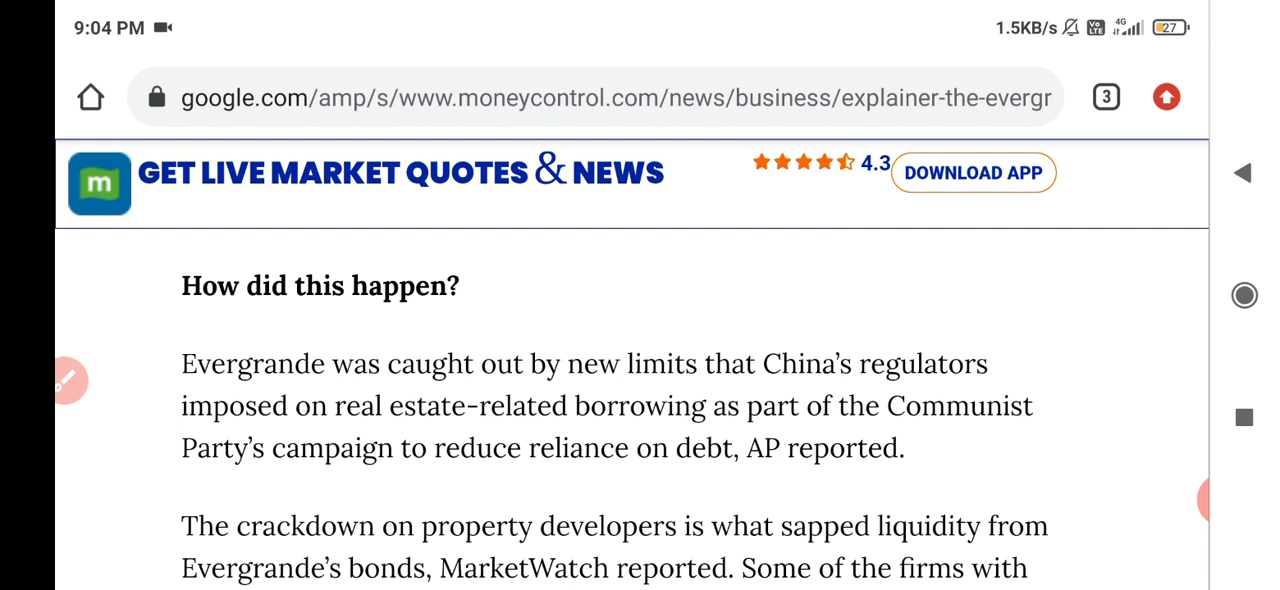 9:04 PM
1.5KB/s Vo LTE 4G 27
google.com/amp/s/www.moneycontrol.com/news/business/explainer-the-evergr
3
m GET LIVE MARKET QUOTES & NEWS
4.3
DOWNLOAD APP
How did this happen?
Evergrande was caught out by new limits that China’s regulators
imposed on real estate-related borrowing as part of the Communist
Party’s campaign to reduce reliance on debt, AP reported.
The crackdown on property developers is what sapped liquidity from
Evergrande’s bonds, MarketWatch reported. Some of the firms with